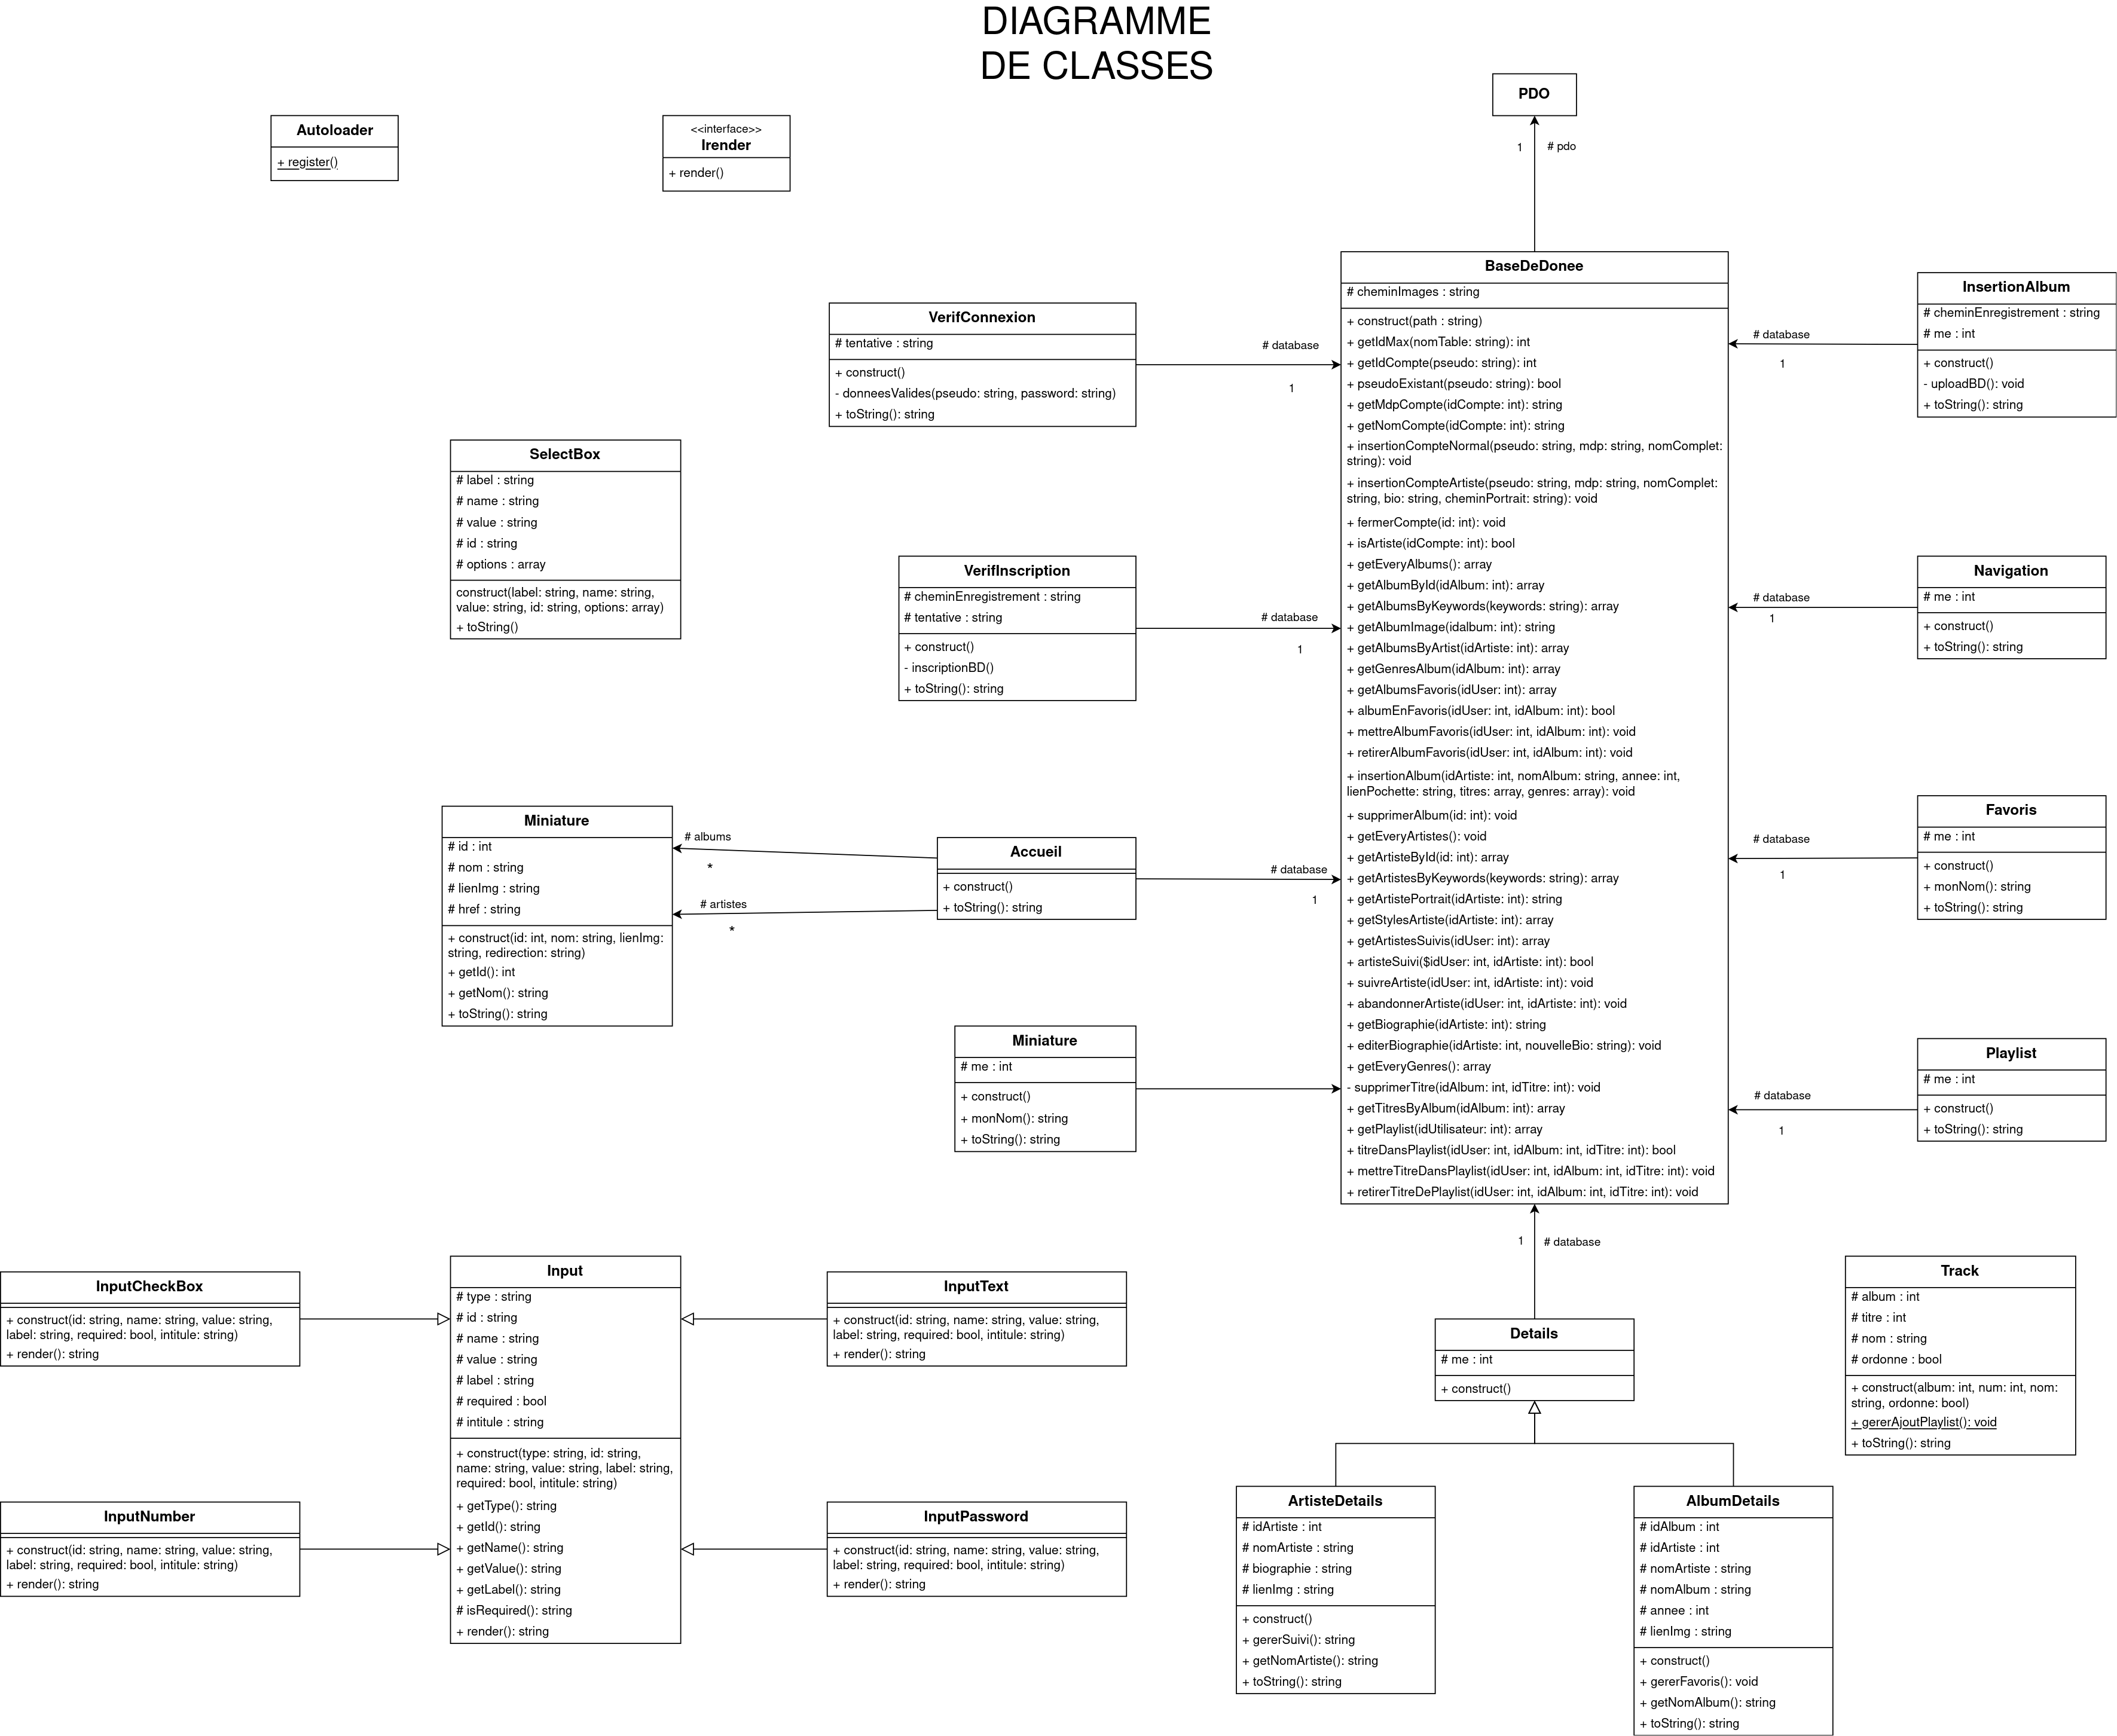 DIAGRAMME
DE CLASSES
PDO
1
# pdo
Autoloader
+ register()
<<interface>>
Irender
+ render()
BaseDeDonee
# cheminImages : string
+ construct(path : string)
+ getIdMax(nomTable: string): int
+ getIdCompte(pseudo: string): int
+ pseudoExistant(pseudo: string): bool
+ getMdpCompte(idCompte: int): string
+ getNomCompte(idCompte: int): string
+ insertionCompteNormal(pseudo: string, mdp: string, nomComplet:
string): void
+ insertionCompteArtiste(pseudo: string, mdp: string, nomComplet:
string, bio: string, cheminPortrait: string): void
+ fermerCompte(id: int): void
+ isArtiste(idCompte: int): bool
+ getEveryAlbums(): array
+ getAlbumById(idAlbum: int): array
+ getAlbumsByKeywords(keywords: string): array
+ getAlbumImage(idalbum: int): string
+ getAlbumsByArtist(idArtiste: int): array
+ getGenresAlbum(idAlbum: int): array
+ getAlbumsFavoris(idUser: int): array
+ albumEnFavoris(idUser: int, idAlbum: int): bool
+ mettreAlbumFavoris(idUser: int, idAlbum: int): void
+ retirerAlbumFavoris(idUser: int, idAlbum: int): void
+ insertionAlbum(idArtiste: int, nomAlbum: string, annee: int,
lienPochette: string, titres: array, genres: array): void
+ supprimerAlbum(id: int): void
+ getEveryArtistes(): void
+ getArtisteById(id: int): array
+ getArtistesByKeywords(keywords: string): array
+ getArtistePortrait(idArtiste: int): string
+ getStylesArtiste(idArtiste: int): array
+ getArtistesSuivis(idUser: int): array
+ artisteSuivi($idUser: int, idArtiste: int): bool
+ suivreArtiste(idUser: int, idArtiste: int): void
+ abandonnerArtiste(idUser: int, idArtiste: int): void
+ getBiographie(idArtiste: int): string
+ editerBiographie(idArtiste: int, nouvelleBio: string): void
+ getEveryGenres(): array
- supprimerTitre(idAlbum: int, idTitre: int): void
+ getTitresByAlbum(idAlbum: int): array
+ getPlaylist(idUtilisateur: int): array
+ titreDansPlaylist(idUser: int, idAlbum: int, idTitre: int): bool
+ mettreTitreDansPlaylist(idUser: int, idAlbum: int, idTitre: int): void
+ retirerTitreDePlaylist(idUser: int, idAlbum: int, idTitre: int): void
VerifConnexion
# tentative : string
+ construct()
- donneesValides(pseudo: string, password: string)
+ toString(): string
# database
1
InsertionAlbum
# cheminEnregistrement : string
# me : int
+ construct()
- uploadBD(): void
+ toString(): string
# database
1
SelectBox
# label : string
# name : string
# value : string
# id : string
# options : array
construct(label: string, name: string,
value: string, id: string, options: array)
+ toString()
VerifInscription
# cheminEnregistrement : string
# tentative : string
+ construct()
- inscriptionBD()
+ toString(): string
# database
1
Navigation
# me : int
+ construct()
+ toString(): string
# database
1
Miniature
# id : int
# nom : string
# lienImg : string
# href : string
+ construct(id: int, nom: string, lienImg:
string, redirection: string)
+ getId(): int
+ getNom(): string
+ toString(): string
# albums
*
# artistes
*
Accueil
+ construct()
+ toString(): string
# database
1
Favoris
# me : int
+ construct()
+ monNom(): string
+ toString(): string
# database
1
Miniature
# me : int
+ construct()
+ monNom(): string
+ toString(): string
Playlist
# me : int
+ construct()
+ toString(): string
# database
1
InputCheckBox
+ construct(id: string, name: string, value: string,
label: string, required: bool, intitule: string)
+ render(): string
Input
# type : string
# id : string
# name : string
# value : string
# label : string
# required : bool
# intitule : string
+ construct(type: string, id: string,
name: string, value: string, label: string,
required: bool, intitule: string)
+ getType(): string
+ getId(): string
+ getName(): string
+ getValue(): string
+ getLabel(): string
# isRequired(): string
+ render(): string
InputText
+ construct(id: string, name: string, value: string,
label: string, required: bool, intitule: string)
+ render(): string
InputNumber
+ construct(id: string, name: string, value: string,
label: string, required: bool, intitule: string)
+ render(): string
InputPassword
+ construct(id: string, name: string, value: string,
label: string, required: bool, intitule: string)
+ render(): string
1
# database
Details
# me : int
+ construct()
Track
# album : int
# titre : int
# nom : string
# ordonne : bool
+ construct(album: int, num: int, nom:
string, ordonne: bool)
+ gererAjoutPlaylist(): void
+ toString(): string
ArtisteDetails
# idArtiste : int
# nomArtiste : string
# biographie : string
# lienImg : string
+ construct()
+ gererSuivi(): string
+ getNomArtiste(): string
+ toString(): string
AlbumDetails
# idAlbum : int
# idArtiste : int
# nomArtiste : string
# nomAlbum : string
# annee : int
# lienImg : string
+ construct()
+ gererFavoris(): void
+ getNomAlbum(): string
+ toString(): string